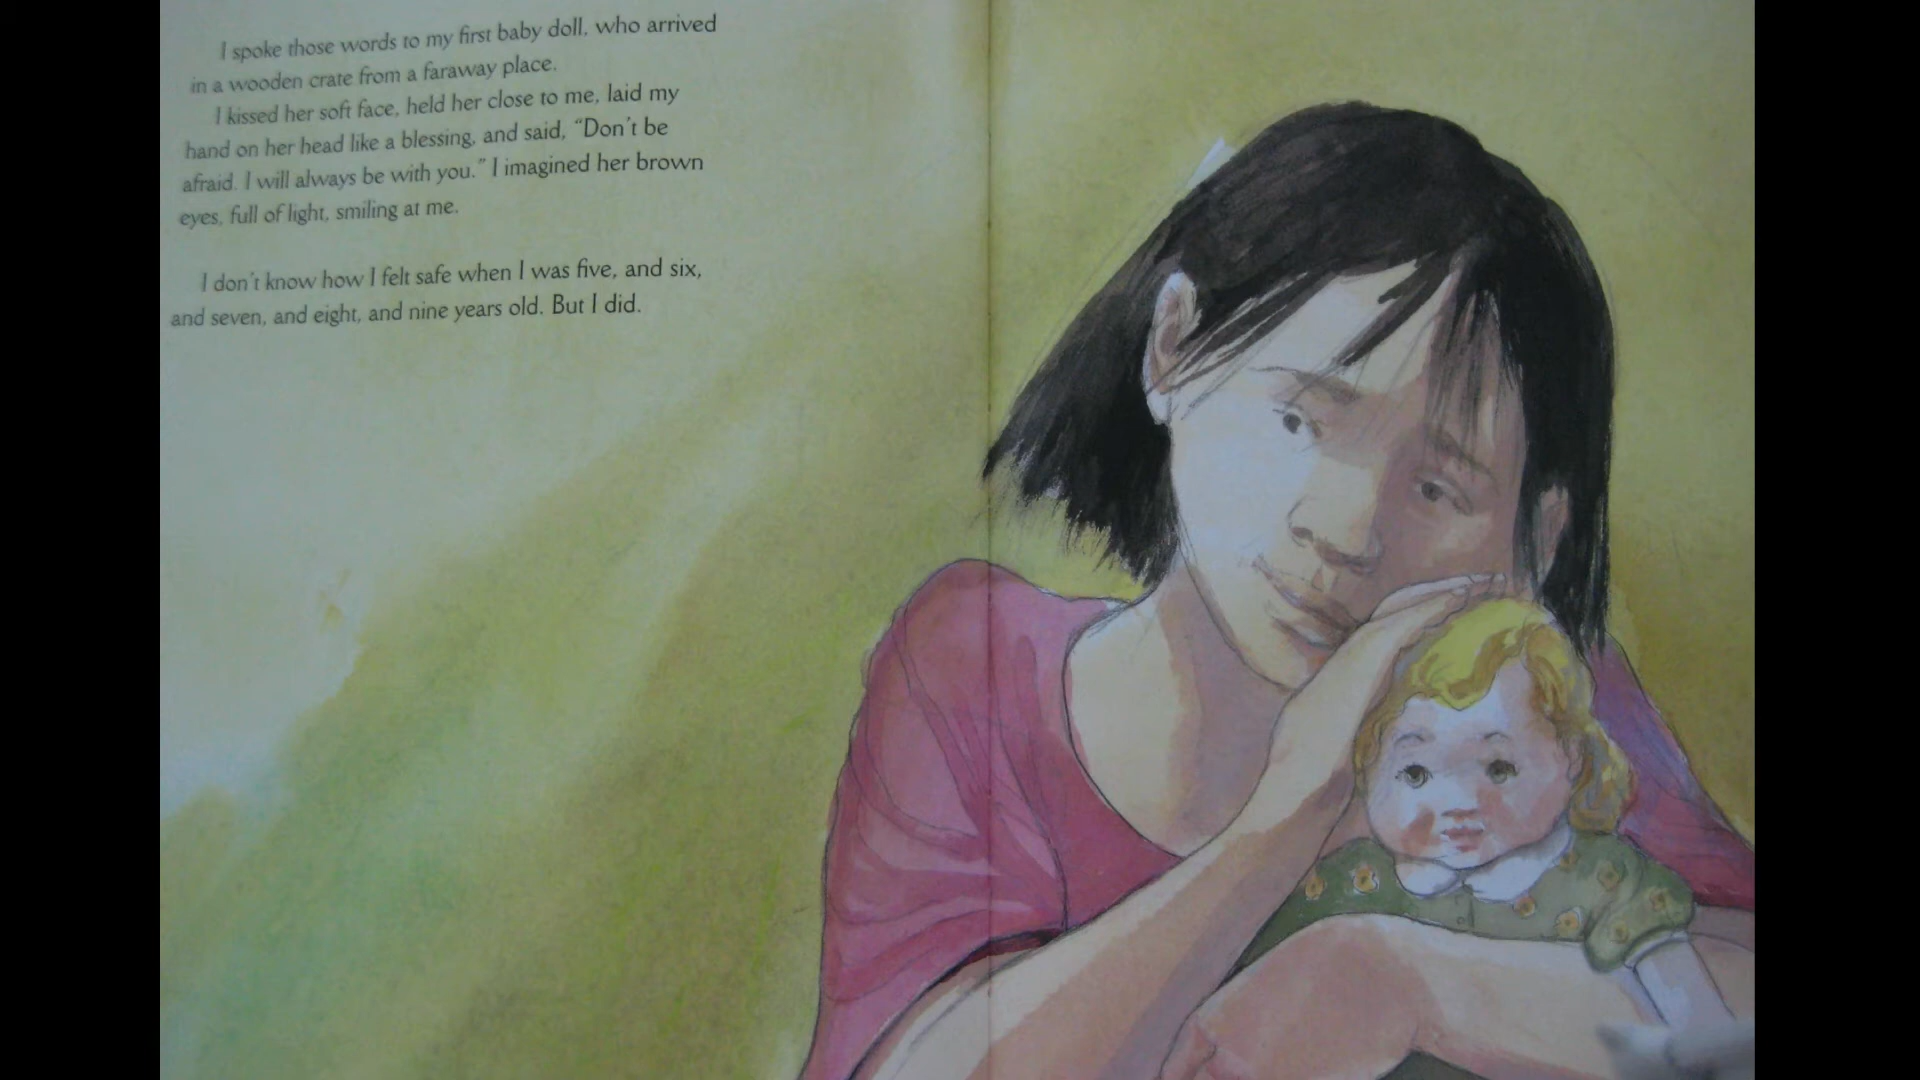 I spoke those words to my first baby doll, who arrived
in a wooden crate from a faraway place.
I kissed her soft face, held her close to me, laid my
hand on her head like a blessing, and said, “Don’t be
afraid. I will always be with you.” I imagined her brown
eyes, full of light, smiling at me.
I don’t know how I felt safe when I was five, and six,
and seven, and eight, and nine years old. But I did.